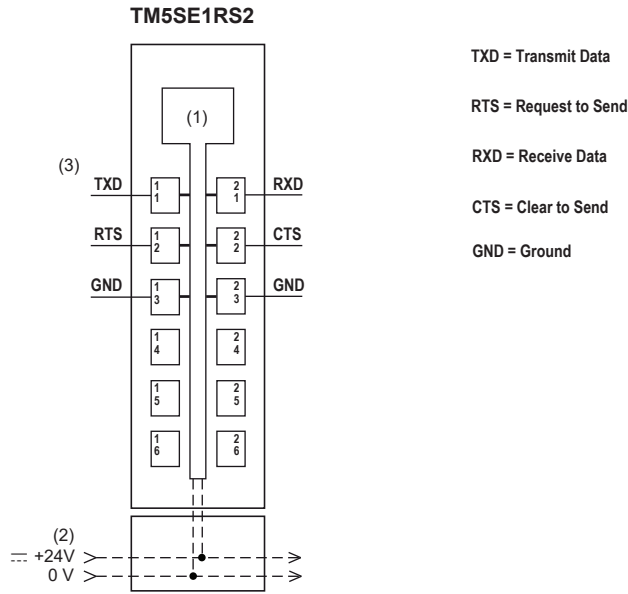 TM5SE1RS2
TXD = Transmit Data
RTS = Request to Send
RXD = Receive Data
CTS = Clear to Send
GND = Ground
(1)
(3)
TXD 1 2 RXD
1 1
RTS 1 2 CTS
2 2
GND 1 2 GND
3 3
1 2
4 4
1 2
5 5
1 2
6 6
(2)
+24V
0 V